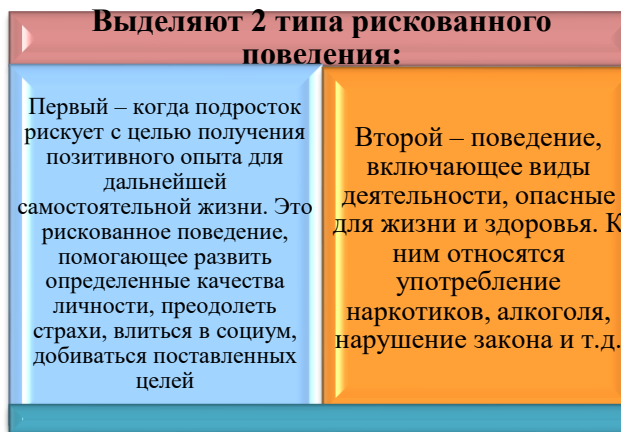 Выделяют 2 типа рискованного
поведения:
Первый – когда подросток
рискует с целью получения
позитивного опыта для
дальнейшей
самостоятельной жизни. Это
рискованное поведение,
помогающее развить
определенные качества
личности, преодолеть
страхи, влиться в социум,
добиваться поставленных
целей
Второй – поведение,
включающее виды
деятельности, опасные
для жизни и здоровья. К
ним относятся
употребление
наркотиков, алкоголя,
нарушение закона и т.д.